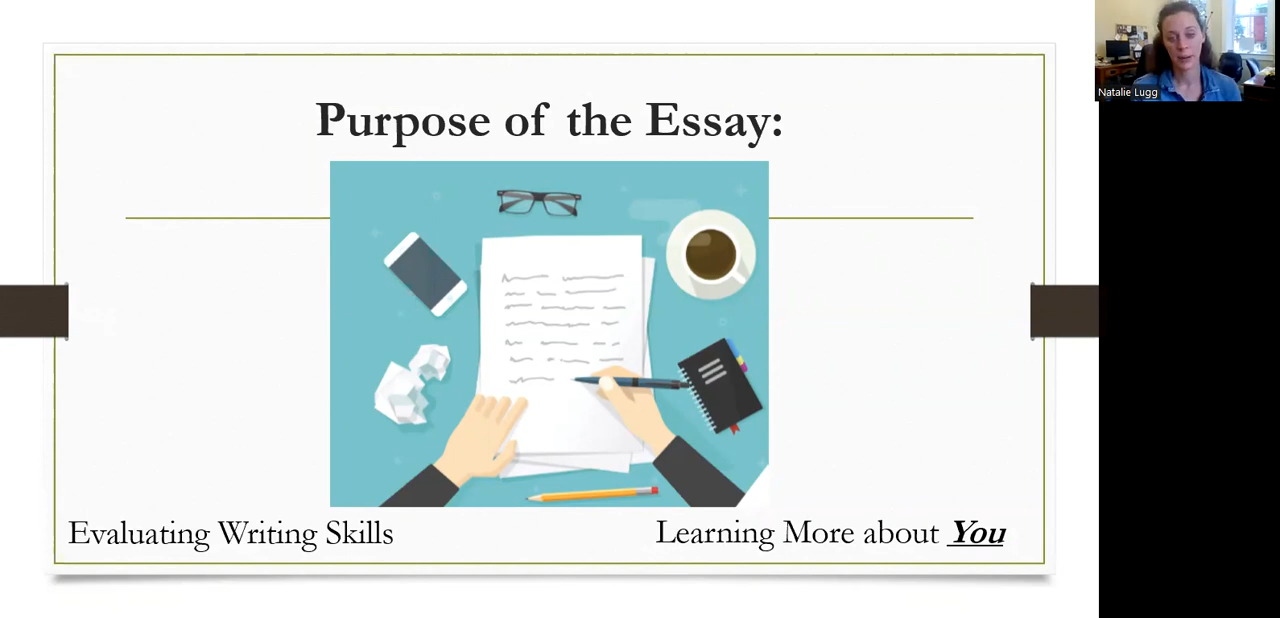 Purpose of the Essay:
Evaluating Writing Skills
Learning More about You
Natalie Lugg